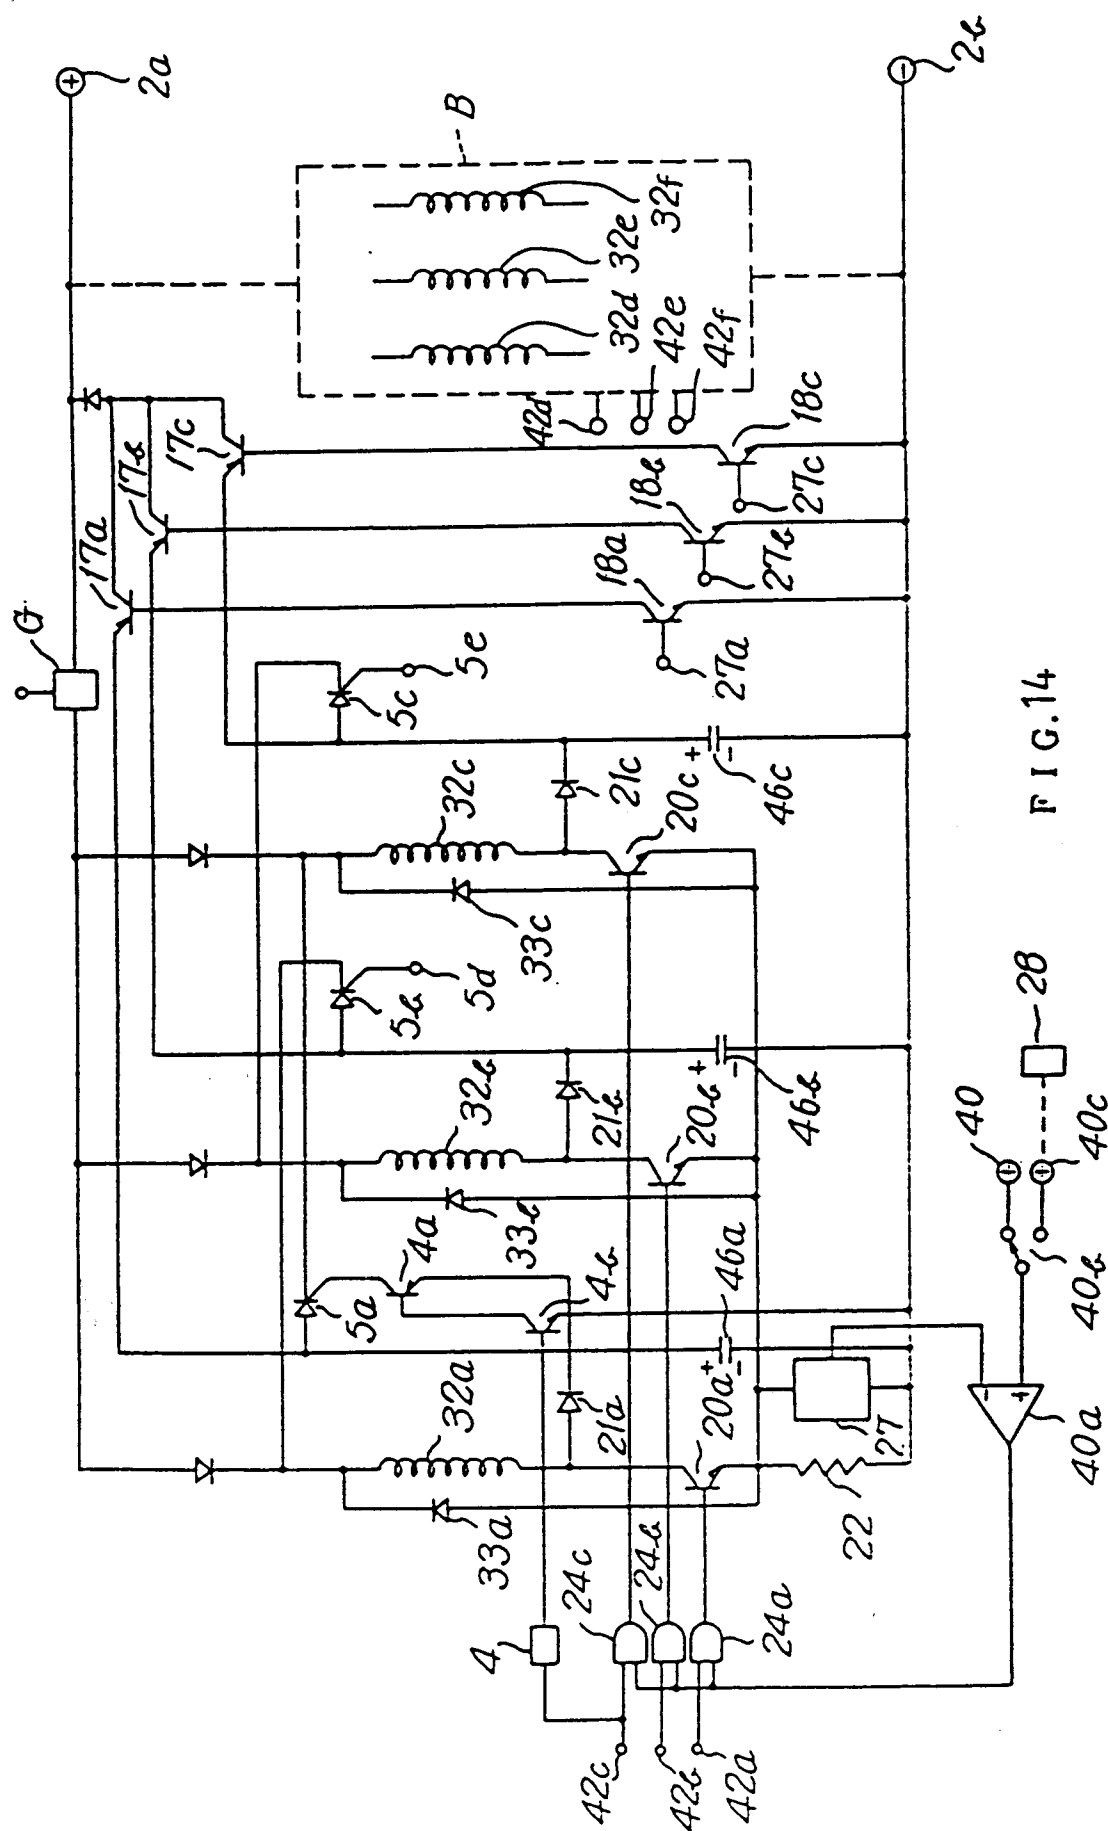 2a
2b
B
G
32f
32e
32d
42d
42e
42f
17a
17b
17c
18a
18b
18c
27a
27b
27c
5e
5c
32c
21c
46c
20c
33c
5d
5b
32b
21b
46b
20b
33b
4a
4b
5a
46a
32a
21a
20a
33a
27
22
28
40
40c
40b
40a
4
24c
24b
24a
42c
42b
42a
+
-
+
-
+
-
+
-
+
-
+
+
FIG.14